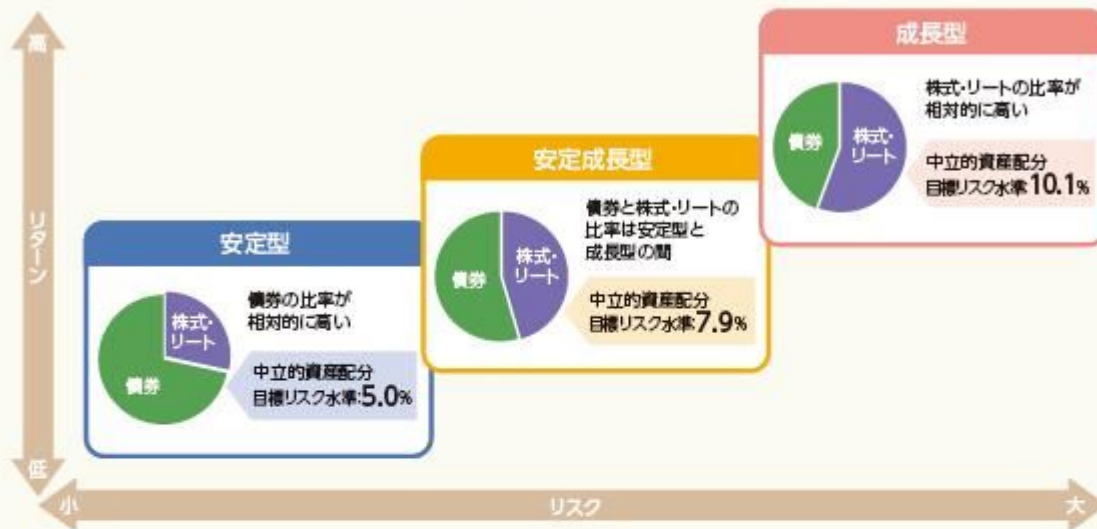 高
リターン
低
小
リスク
大
成長型
債券
株式・
リート
株式・リートの比率が
相対的に高い
中立的資産配分
目標リスク水準:10.1%
安定成長型
債券
株式・
リート
債券と株式・リートの
比率は安定型と
成長型の間
中立的資産配分
目標リスク水準:7.9%
安定型
株式・
リート
債券
債券の比率が
相対的に高い
中立的資産配分
目標リスク水準:5.0%